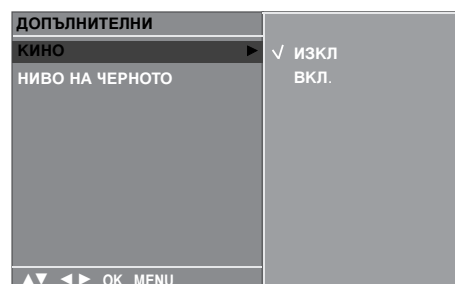 ДОПЪЛНИТЕЛНИ
КИНО ► √ ИЗКЛ
НИВО НА ЧЕРНОТО ВКЛ.
▲▼ ◄► OK MENU